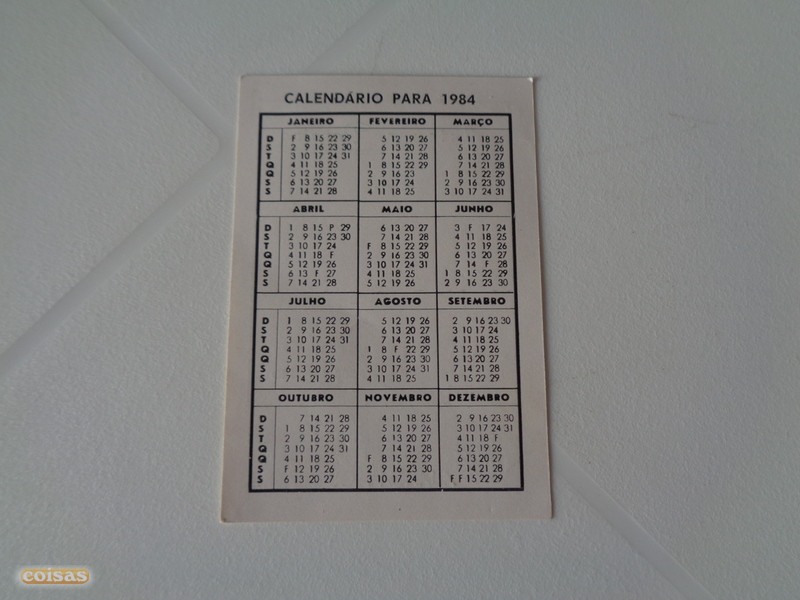 CALENDÁRIO PARA 1984
JANEIRO FEVEREIRO MARÇO
D F 8 15 22 29 5 12 19 26 4 11 18 25
S 2 9 16 23 30 6 13 20 27 5 12 19 26
T 3 10 17 24 31 7 14 21 28 6 13 20 27
Q 4 11 18 25 1 8 15 22 29 7 14 21 28
Q 5 12 19 26 2 9 16 23 1 8 15 22 29
S 6 13 20 27 3 10 17 24 2 9 16 23 30
S 7 14 21 28 4 11 18 25 3 10 17 24 31
ABRIL MAIO JUNHO
D 1 8 15 P 29 6 13 20 27 3 F 17 24
S 2 9 16 23 30 7 14 21 28 4 11 18 25
T 3 10 17 24 F 8 15 22 29 5 12 19 26
Q 4 11 18 F 2 9 16 23 30 6 13 20 27
Q 5 12 19 26 3 10 17 24 31 7 14 F 28
S 6 13 F 27 4 11 18 25 1 8 15 22 29
S 7 14 21 28 5 12 19 26 2 9 16 23 30
JULHO AGOSTO SETEMBRO
D 1 8 15 22 29 5 12 19 26 2 9 16 23 30
S 2 9 16 23 30 6 13 20 27 3 10 17 24
T 3 10 17 24 31 7 14 21 28 4 11 18 25
Q 4 11 18 25 1 8 F 22 29 5 12 19 26
Q 5 12 19 26 2 9 16 23 30 6 13 20 27
S 6 13 20 27 3 10 17 24 31 7 14 21 28
S 7 14 21 28 4 11 18 25 1 8 15 22 29
OUTUBRO NOVEMBRO DEZEMBRO
D 7 14 21 28 4 11 18 25 2 9 16 23 30
S 1 8 15 22 29 5 12 19 26 3 10 17 24 31
T 2 9 16 23 30 6 13 20 27 4 11 18 F
Q 3 10 17 24 31 7 14 21 28 5 12 19 26
Q 4 11 18 25 F 8 15 22 29 6 13 20 27
S F 12 19 26 2 9 16 23 30 7 14 21 28
S 6 13 20 27 3 10 17 24 F F 15 22 29
coisas